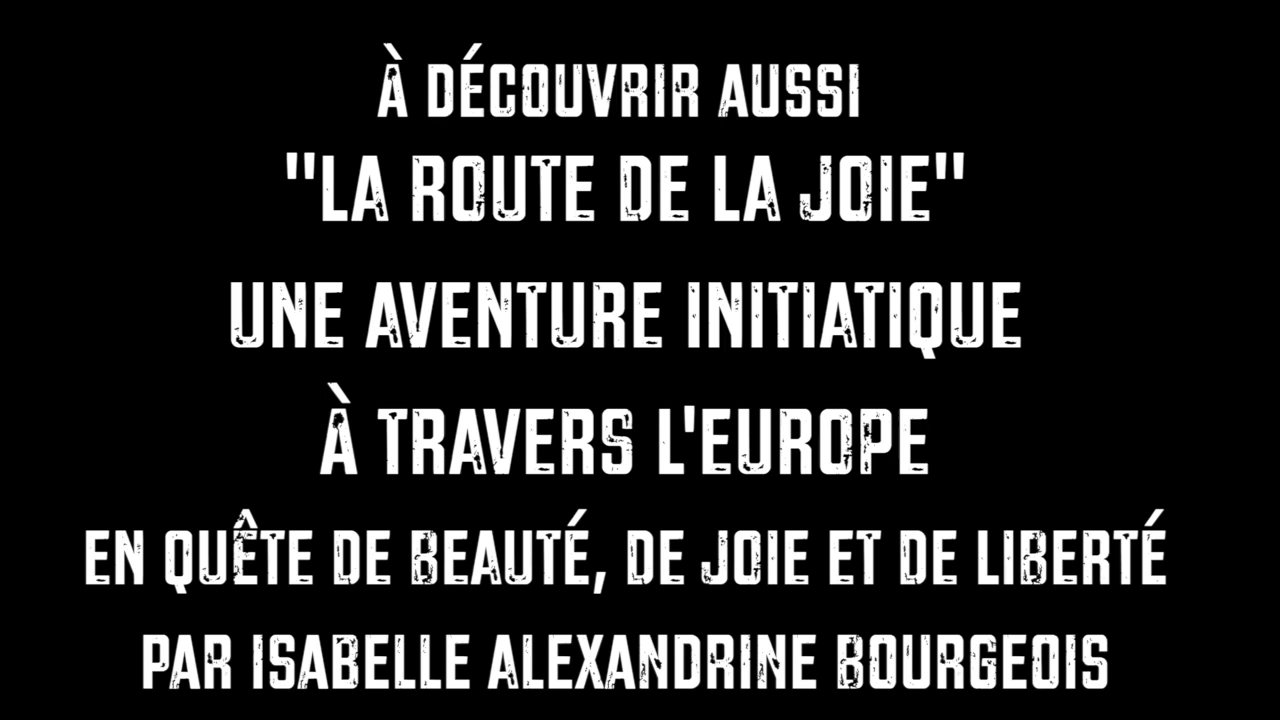 À DÉCOUVRIR AUSSI
"LA ROUTE DE LA JOIE"
UNE AVENTURE INITIATIQUE
À TRAVERS L'EUROPE
EN QUÊTE DE BEAUTÉ, DE JOIE ET DE LIBERTÉ
PAR ISABELLE ALEXANDRINE BOURGEOIS